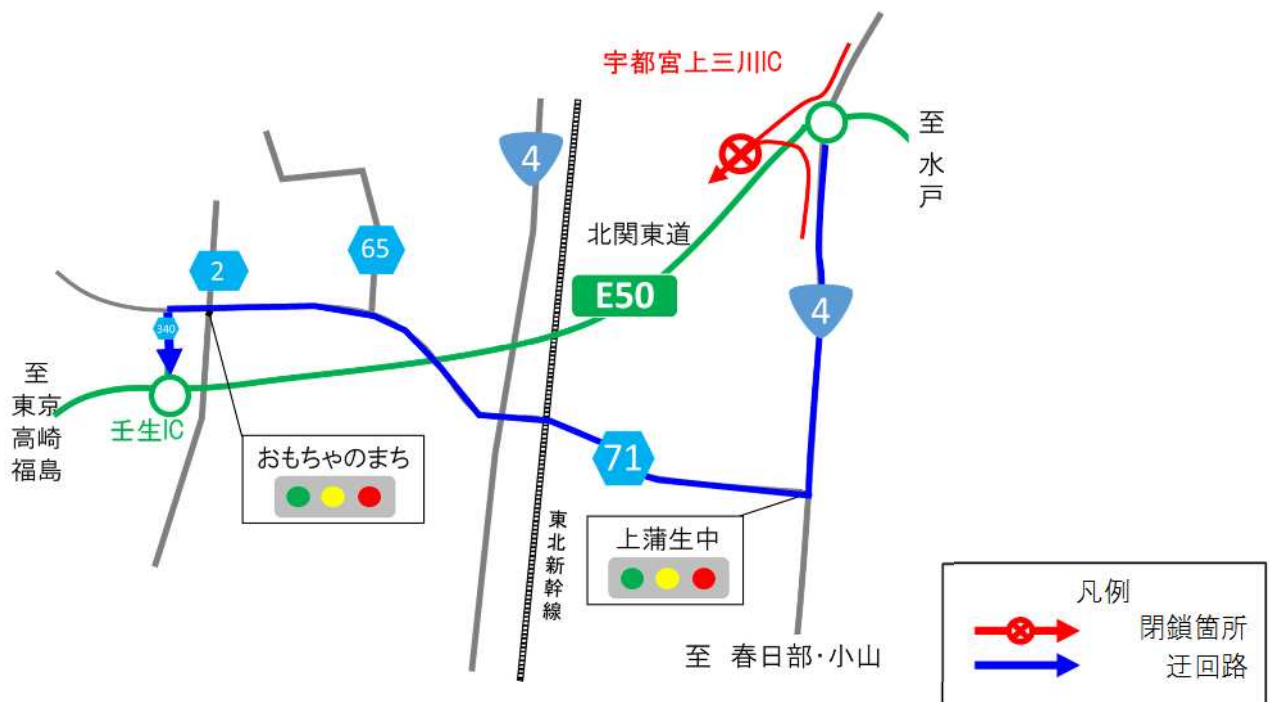 宇都宮上三川IC
至
水
戸
4
北関東道
65
2
E50
4
340
至
東京
高崎
福島
壬生IC
おもちゃのまち
71
上蒲生中
東北新幹線
至 春日部・小山
凡例
閉鎖箇所
迂回路